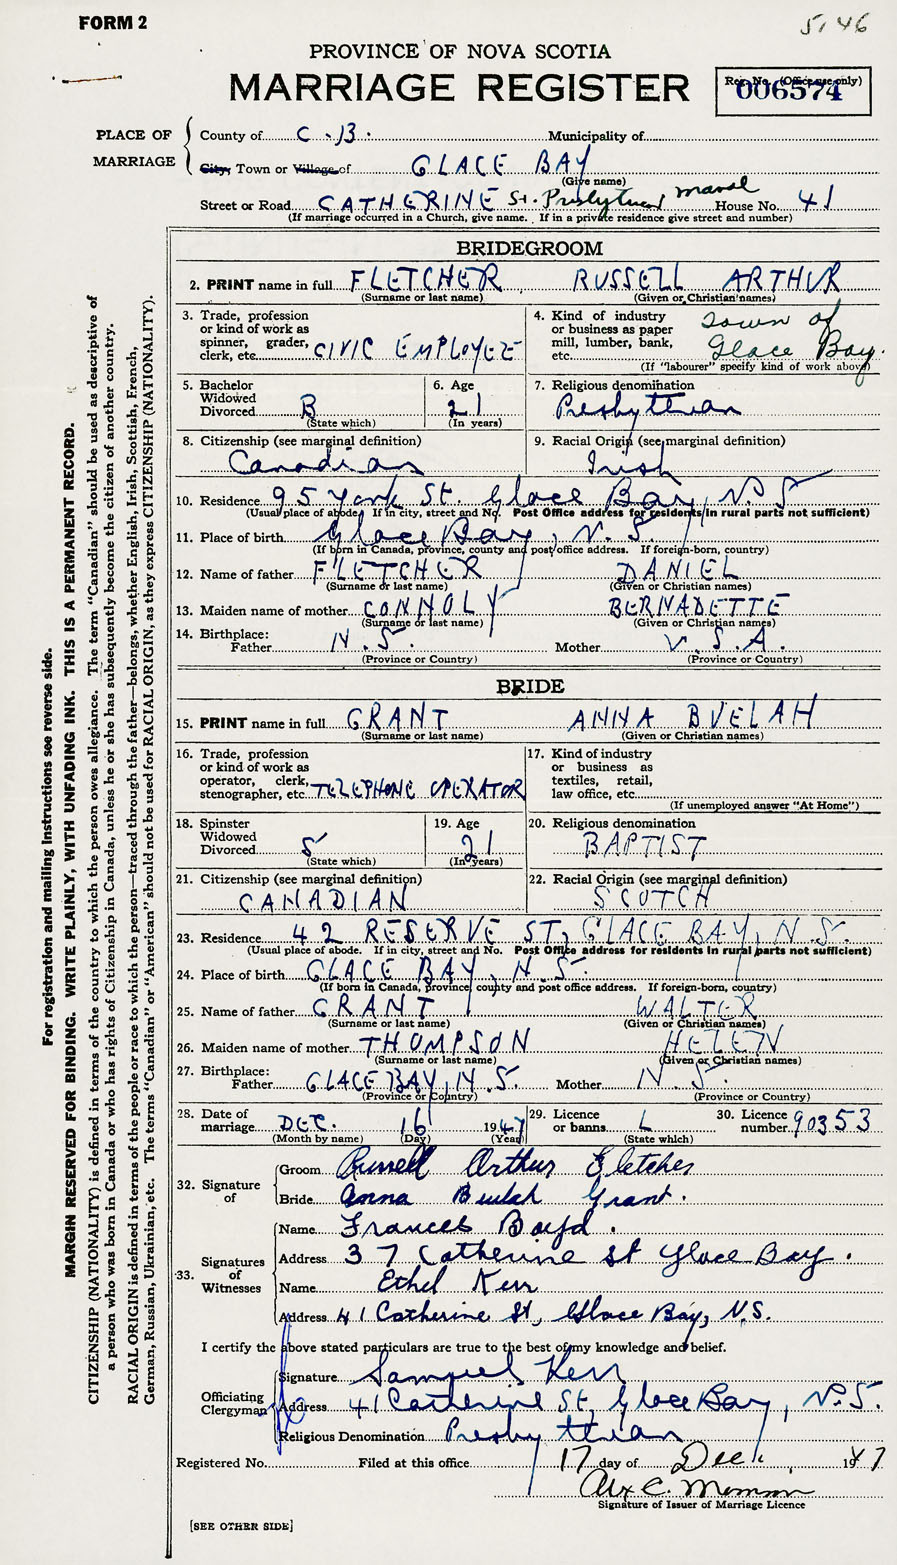 FORM 2
5146
PROVINCE OF NOVA SCOTIA
MARRIAGE REGISTER
Reg. No. (Office use only)
006574
PLACE OF MARRIAGE
County of C.B. Municipality of
City, Town or Village of GLACE BAY
(Give name)
Street or Road CATHERINE St. Presbyterian House No. 41
(If marriage occurred in a Church, give name. If in a private residence give street and number)
BRIDEGROOM
2. PRINT name in full FLETCHER, RUSSELL ARTHUR
(Surname or last name) (Given or Christian names)
3. Trade, profession or kind of work as spinner, grader, clerk, etc. CIVIC EMPLOYEE
4. Kind of industry or business as paper mill, lumber, bank, etc. Town of Glace Bay.
(If "labourer" specify kind of work above)
5. Bachelor Widowed Divorced B
(State which)
6. Age 21
(In years)
7. Religious denomination Presbyterian
8. Citizenship (see marginal definition) Canadian
9. Racial Origin (see marginal definition) Irish
10. Residence 95 York St. Glace Bay, N.S
(Usual place of abode. If in city, street and No. Post Office address for residents in rural parts not sufficient)
11. Place of birth Glace Bay, N.S.
(If born in Canada, province, county and post office address. If foreign-born, country)
12. Name of father FLETCHER DANIEL
(Surname or last name) (Given or Christian names)
13. Maiden name of mother CONNOLY BERNADETTE
(Surname or last name) (Given or Christian names)
14. Birthplace: Father N.S. Mother U.S.A.
(Province or Country) (Province or Country)
BRIDE
15. PRINT name in full GRANT ANNA BUELAH
(Surname or last name) (Given or Christian names)
16. Trade, profession or kind of work as operator, clerk, stenographer, etc. TELEPHONE OPERATOR
17. Kind of industry or business as textiles, retail, law office, etc.
(If unemployed answer "At Home")
18. Spinster Widowed Divorced S
(State which)
19. Age 21
(In years)
20. Religious denomination BAPTIST
21. Citizenship (see marginal definition) CANADIAN
22. Racial Origin (see marginal definition) SCOTCH
23. Residence 42 RESERVE ST, GLACE BAY, N.S.
(Usual place of abode. If in city, street and No. Post Office address for residents in rural parts not sufficient)
24. Place of birth GLACE BAY, N.S.
(If born in Canada, province, county and post office address. If foreign-born, country)
25. Name of father GRANT WALTER
(Surname or last name) (Given or Christian names)
26. Maiden name of mother THOMPSON HELEN
(Surname or last name) (Given or Christian names)
27. Birthplace: Father GLACE BAY, N.S. Mother N.S.
(Province or Country) (Province or Country)
28. Date of marriage DEC. 16 1947
(Month by name) (Day) (Year)
29. Licence or banns L
(State which)
30. Licence number 90353
32. Signature of
Groom Russell Arthur Fletcher
Bride Anna Bulah Grant.
33. Signatures of Witnesses
Name Frances Boyd.
Address 37 Catherine St Glace Bay.
Name Ethel Kerr
Address 41 Catherine St, Glace Bay, N.S.
I certify the above stated particulars are true to the best of my knowledge and belief.
Officiating Clergyman
Signature Samuel Kerr
Address 41 Catherine St. Glace Bay, N.S.
Religious Denomination Presbyterian
Registered No. Filed at this office 17 day of Dec. 1947
Signature of Issuer of Marriage Licence
[SEE OTHER SIDE]
For registration and mailing instructions see reverse side.
MARGIN RESERVED FOR BINDING. WRITE PLAINLY, WITH UNFADING INK. THIS IS A PERMANENT RECORD.
CITIZENSHIP (NATIONALITY) is defined in terms of the country to which the person owes allegiance. The term "Canadian" should be used as descriptive of
a person who was born in Canada or who has rights of Citizenship in Canada, unless he or she has subsequently become the citizen of another country.
RACIAL ORIGIN is defined in terms of the people or race to which the person—traced through the father—belongs, whether English, Irish, Scottish, French,
German, Russian, Ukrainian, etc. The terms "Canadian" or "American" should not be used for RACIAL ORIGIN, as they express CITIZENSHIP (NATIONALITY).